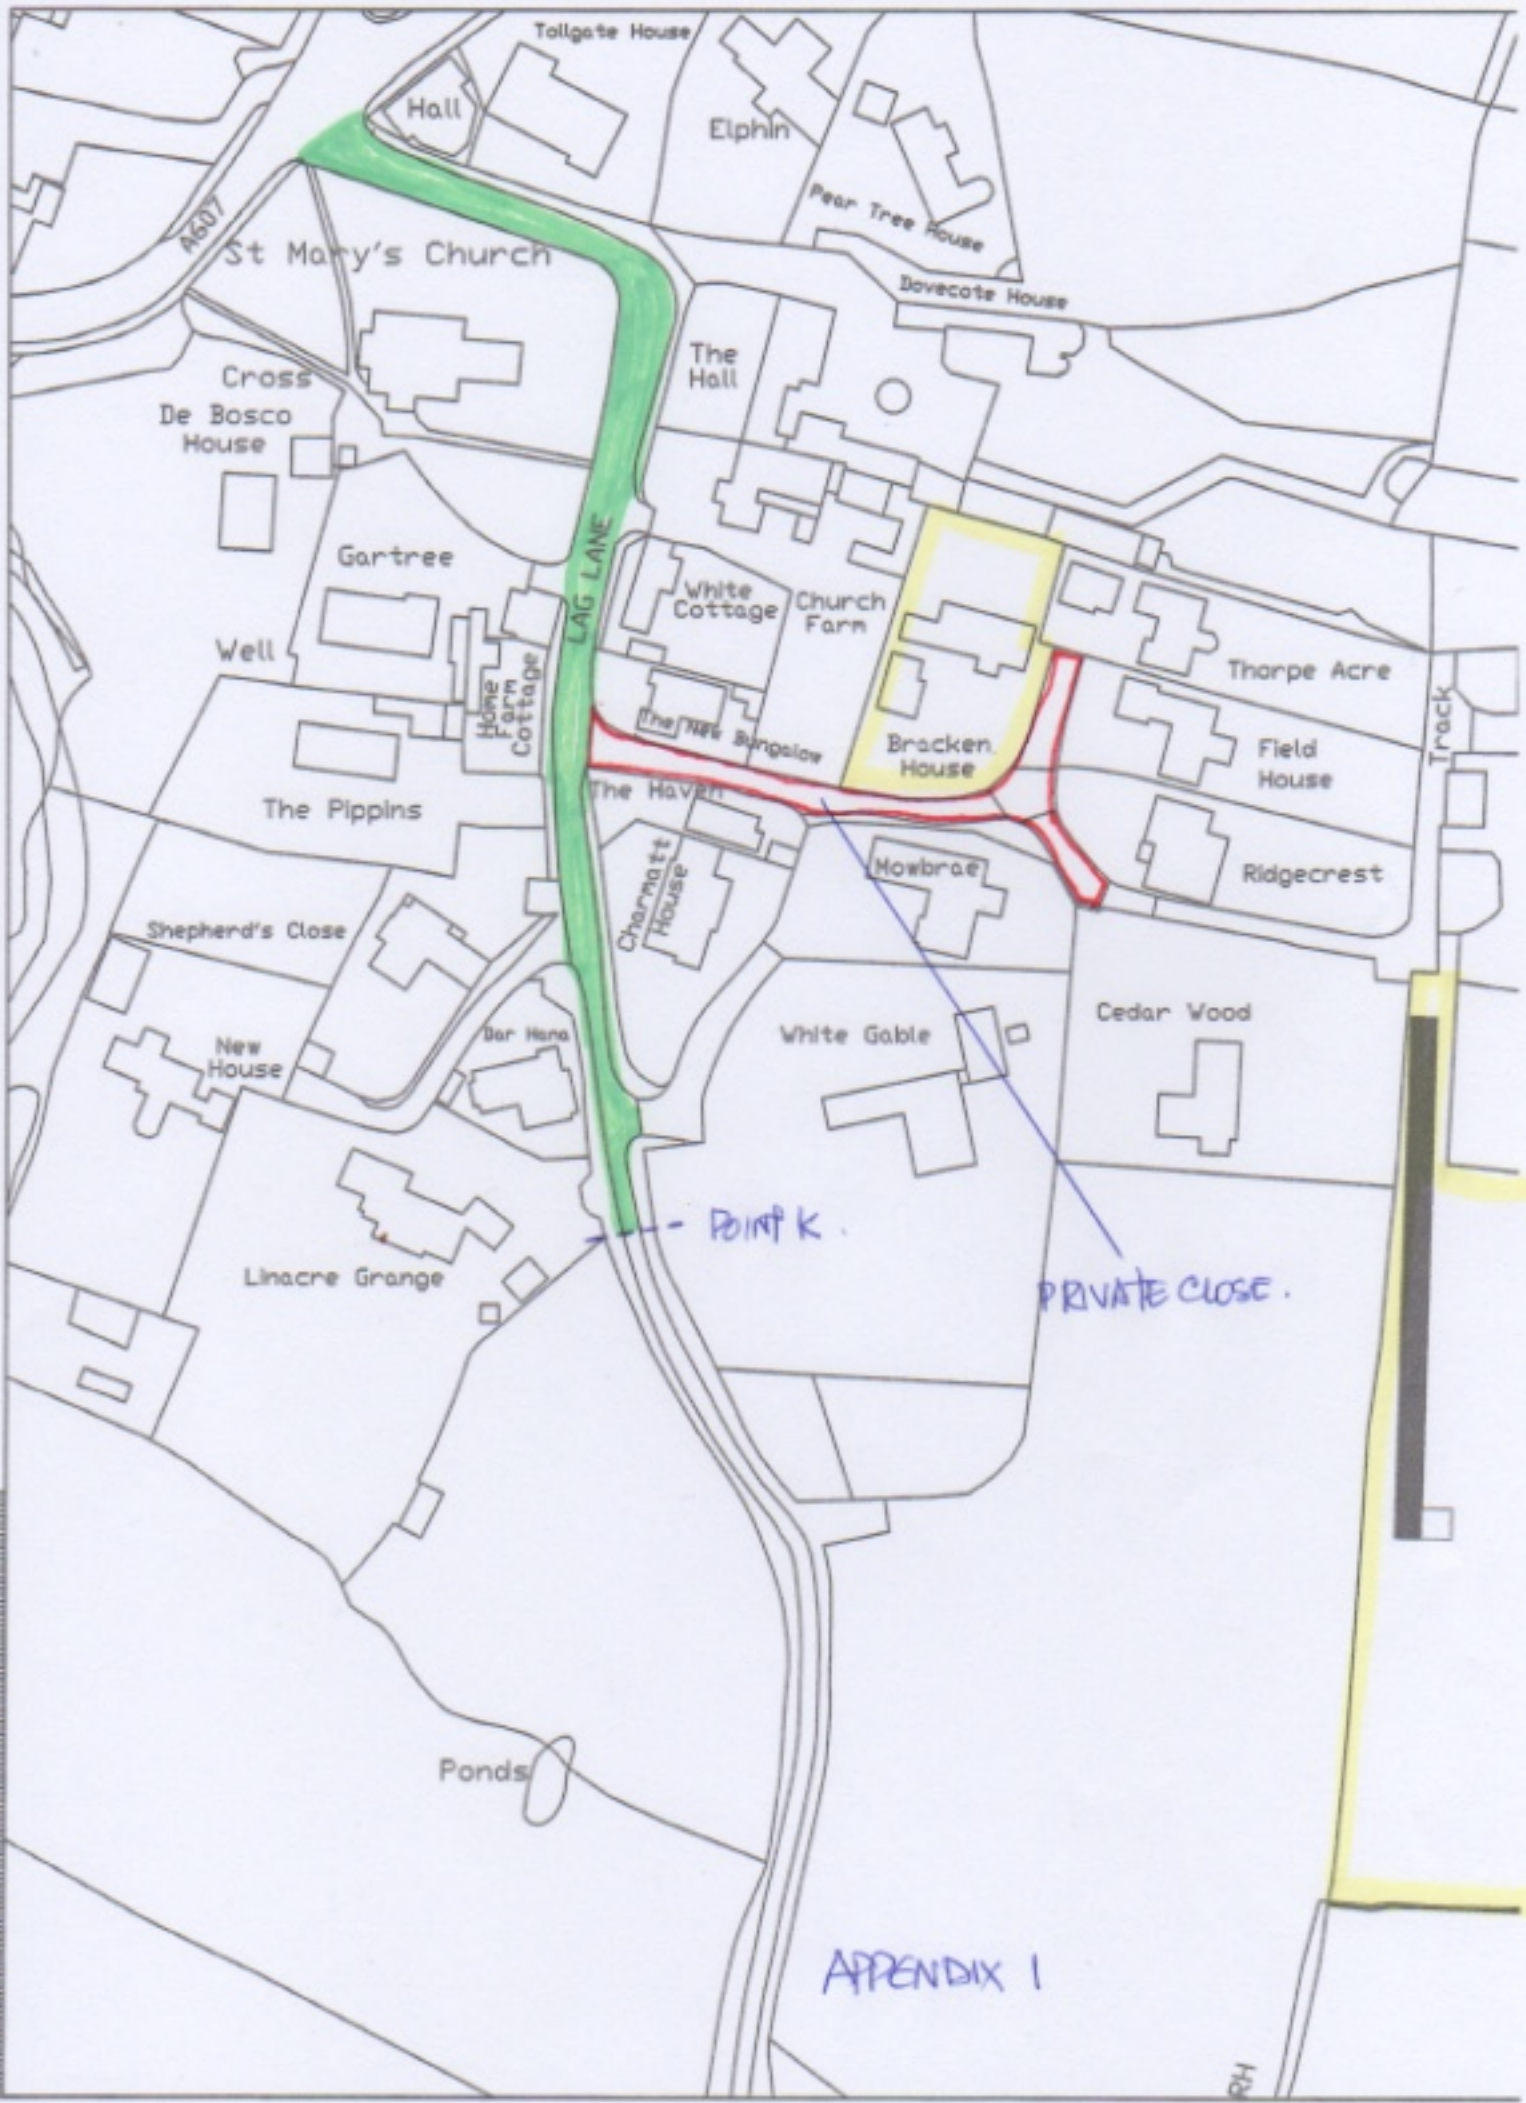 Tollgate House
Hall
Elphin
Pear Tree House
A607
St Mary's Church
Dovecote House
The
Hall
Cross
De Bosco
House
LAG LANE
Gartree
White
Cottage
Church
Farm
Well
Home
Farm
Cottage
Thorpe Acre
The New Bungalow
Bracken
House
Field
House
Track
The Haven
The Pippins
Charmatt
House
Mowbrae
Ridgecrest
Shepherd's Close
Cedar Wood
Dar Hana
White Gable
New
House
POINT K.
Linacre Grange
PRIVATE CLOSE.
Ponds
APPENDIX 1
RH